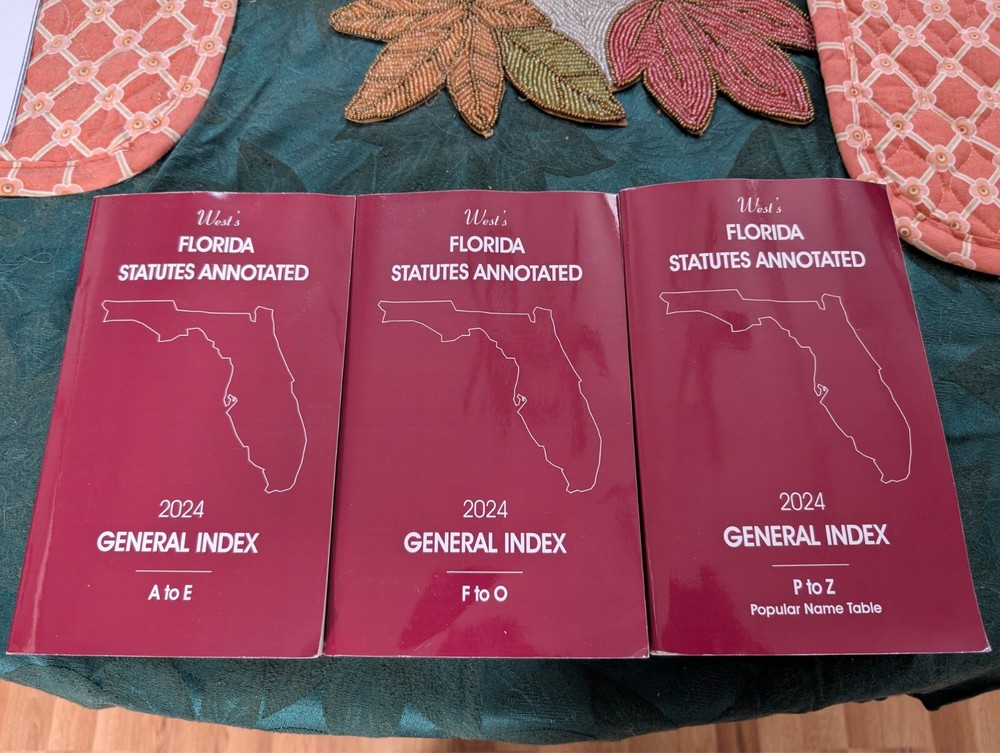 West's
FLORIDA
STATUTES ANNOTATED
2024
GENERAL INDEX
A to E
West's
FLORIDA
STATUTES ANNOTATED
2024
GENERAL INDEX
F to O
West's
FLORIDA
STATUTES ANNOTATED
2024
GENERAL INDEX
P to Z
Popular Name Table